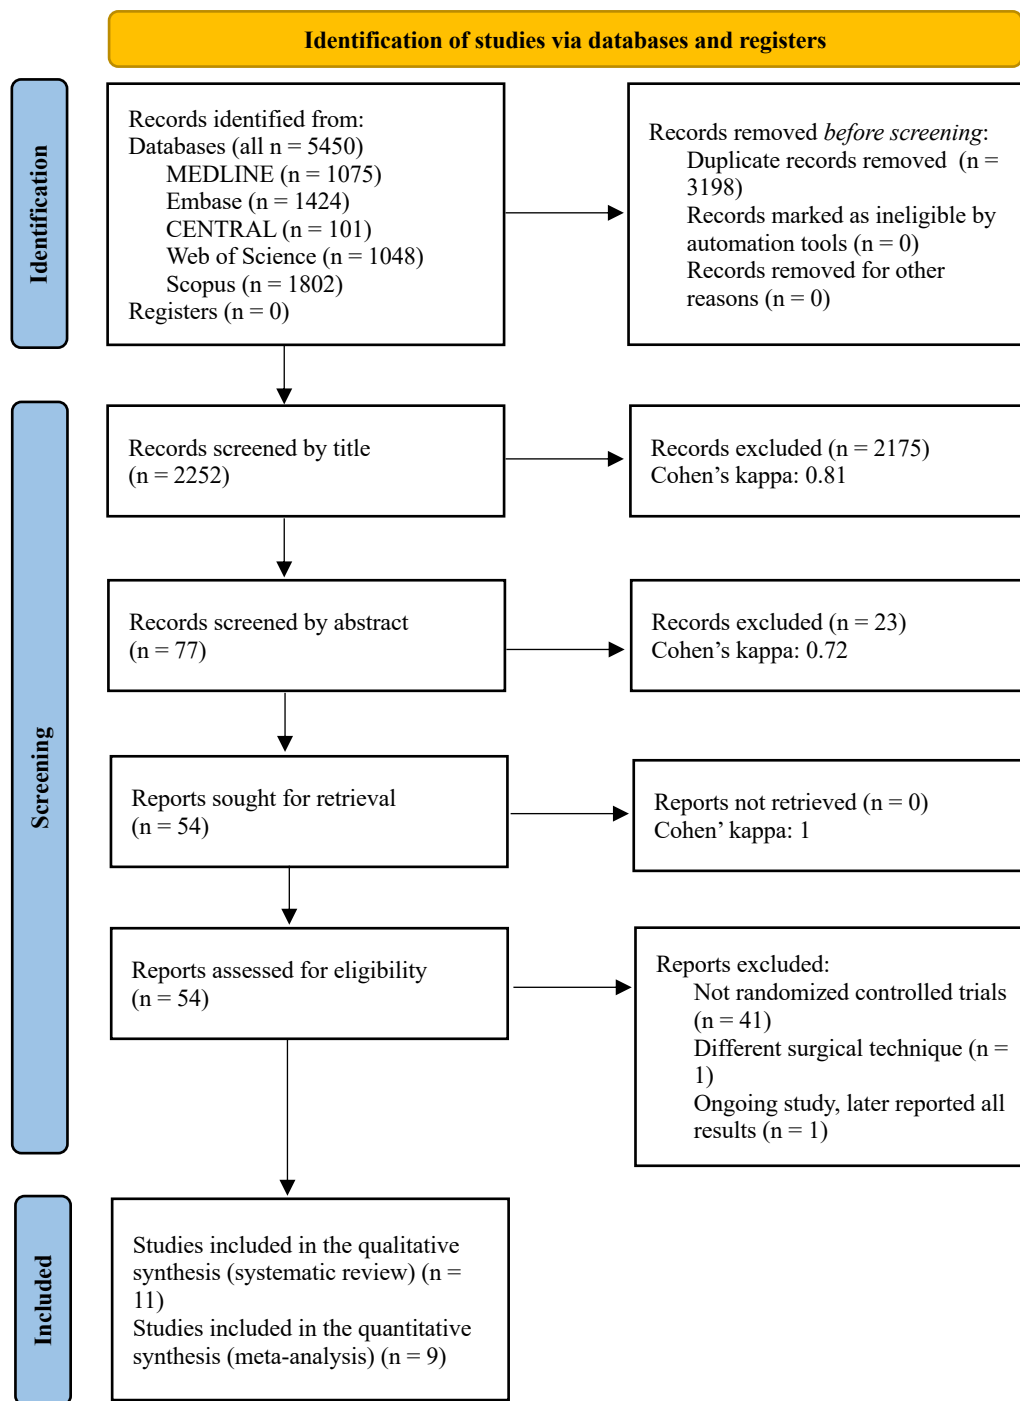 Identification of studies via databases and registers
Identification
Records identified from:
Databases (all n = 5450)
MEDLINE (n = 1075)
Embase (n = 1424)
CENTRAL (n = 101)
Web of Science (n = 1048)
Scopus (n = 1802)
Registers (n = 0)
Records removed before screening:
Duplicate records removed  (n =
3198)
Records marked as ineligible by
automation tools (n = 0)
Records removed for other
reasons (n = 0)
Screening
Records screened by title
(n = 2252)
Records excluded (n = 2175)
Cohen’s kappa: 0.81
Records screened by abstract
(n = 77)
Records excluded (n = 23)
Cohen’s kappa: 0.72
Reports sought for retrieval
(n = 54)
Reports not retrieved (n = 0)
Cohen’ kappa: 1
Reports assessed for eligibility
(n = 54)
Reports excluded:
Not randomized controlled trials
(n = 41)
Different surgical technique (n =
1)
Ongoing study, later reported all
results (n = 1)
Included
Studies included in the qualitative
synthesis (systematic review) (n =
11)
Studies included in the quantitative
synthesis (meta-analysis) (n = 9)